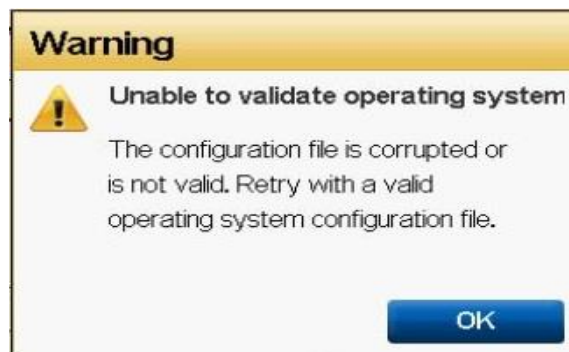 Warning
Unable to validate operating system
The configuration file is corrupted or
is not valid. Retry with a valid
operating system configuration file.
OK